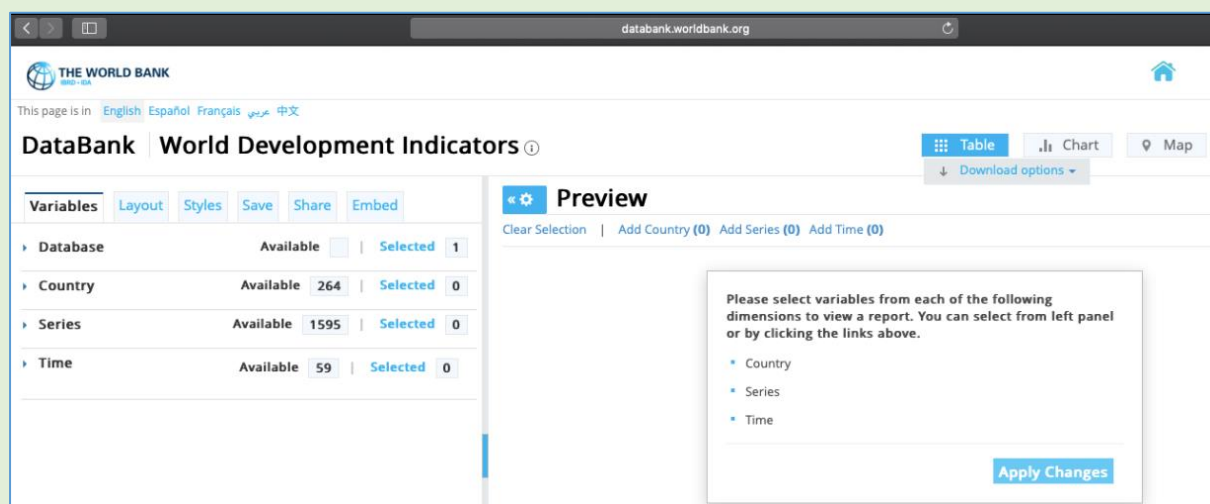 databank.worldbank.org
THE WORLD BANK
IBRD • IDA
This page is in English Español Français عربي 中文
DataBank World Development Indicators
Table Chart Map
Download options
Variables Layout Styles Save Share Embed
Database Available | Selected 1
Country Available 264 | Selected 0
Series Available 1595 | Selected 0
Time Available 59 | Selected 0
Preview
Clear Selection | Add Country (0) Add Series (0) Add Time (0)
Please select variables from each of the following
dimensions to view a report. You can select from left panel
or by clicking the links above.
Country
Series
Time
Apply Changes